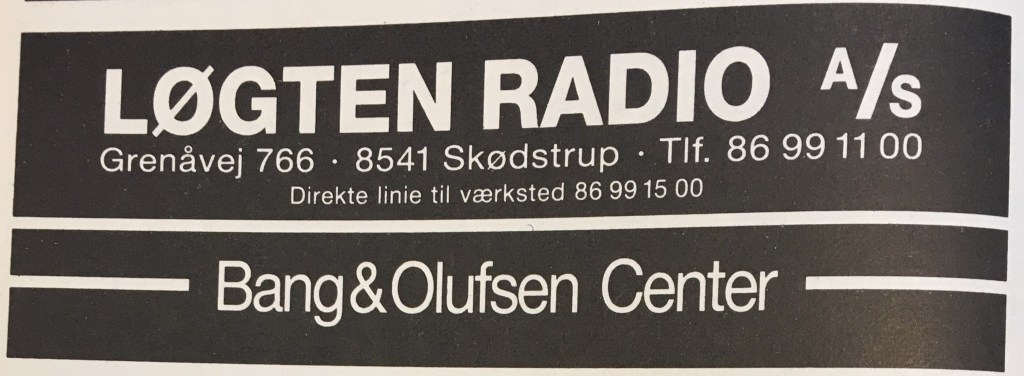 LØGTEN RADIO A/S
Grenåvej 766 · 8541 Skødstrup · Tlf. 86 99 11 00
Direkte linie til værksted 86 99 15 00
Bang & Olufsen Center